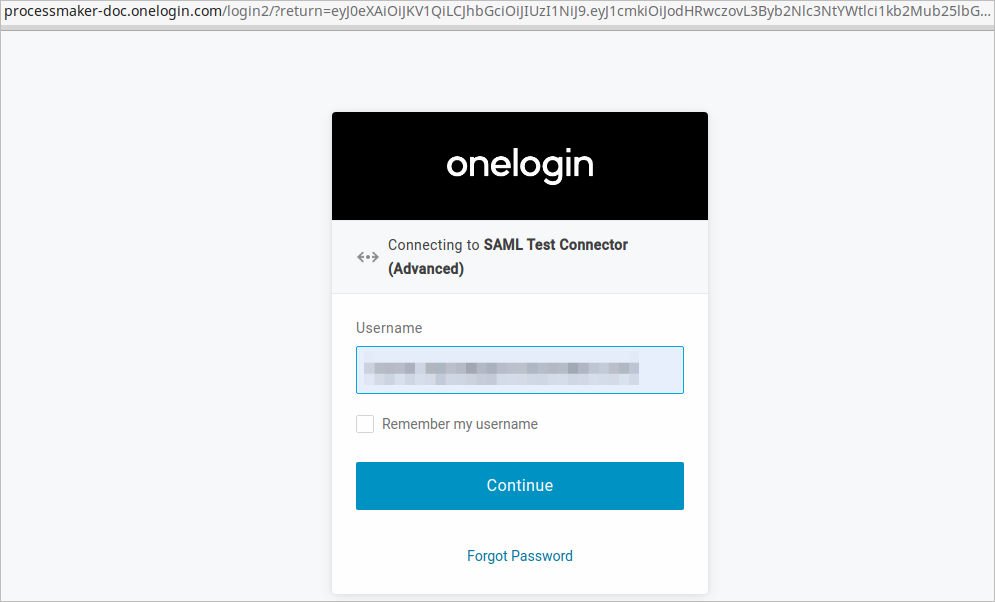 processmaker-doc.onelogin.com/login2/?return=eyJ0eXAiOiJKV1QiLCJhbGciOiJIUzI1NiJ9.eyJ1cmkiOiJodHRwczovL3Byb2Nlc3NtYWtlci1kb2Mub25lbG...
onelogin
Connecting to SAML Test Connector
(Advanced)
Username
Remember my username
Continue
Forgot Password